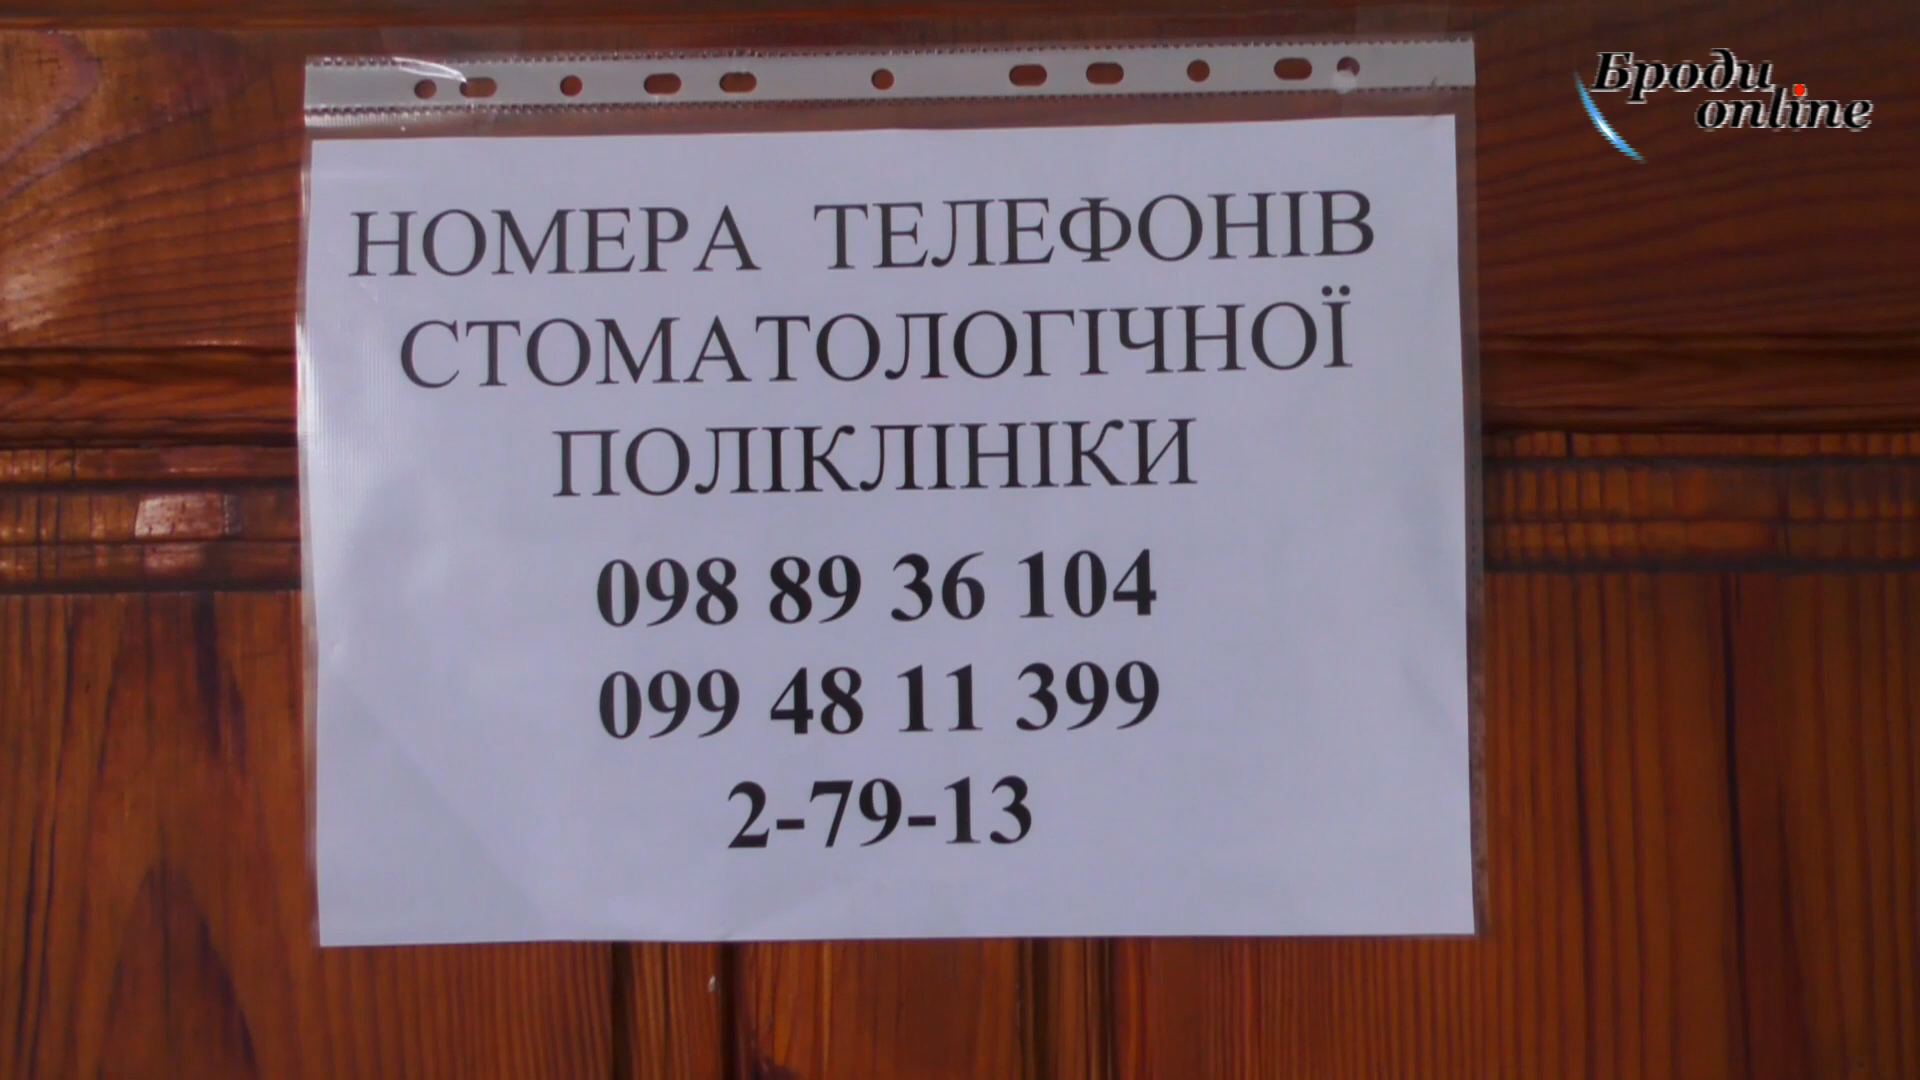 Броди
online
НОМЕРА ТЕЛЕФОНІВ
СТОМАТОЛОГІЧНОЇ
ПОЛІКЛІНІКИ
098 89 36 104
099 48 11 399
2-79-13